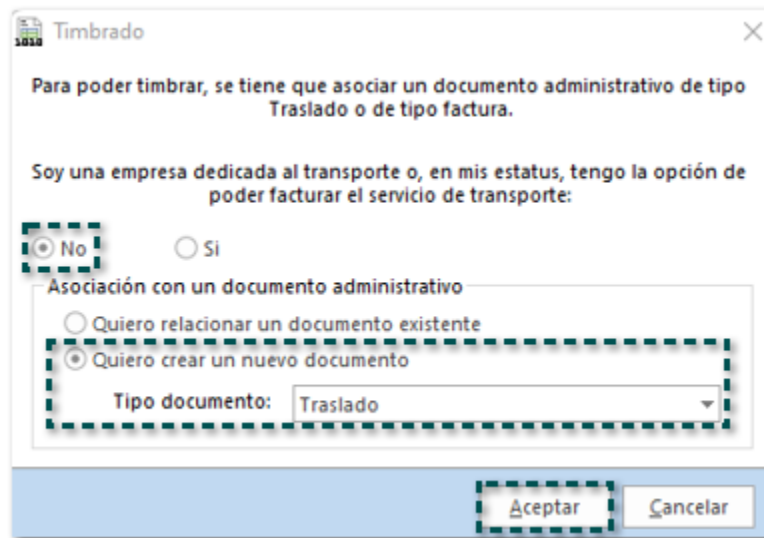 Timbrado
Para poder timbrar, se tiene que asociar un documento administrativo de tipo
Traslado o de tipo factura.
Soy una empresa dedicada al transporte o, en mis estatus, tengo la opción de
poder facturar el servicio de transporte:
No Si
Asociación con un documento administrativo
Quiero relacionar un documento existente
Quiero crear un nuevo documento
Tipo documento: Traslado
Aceptar Cancelar